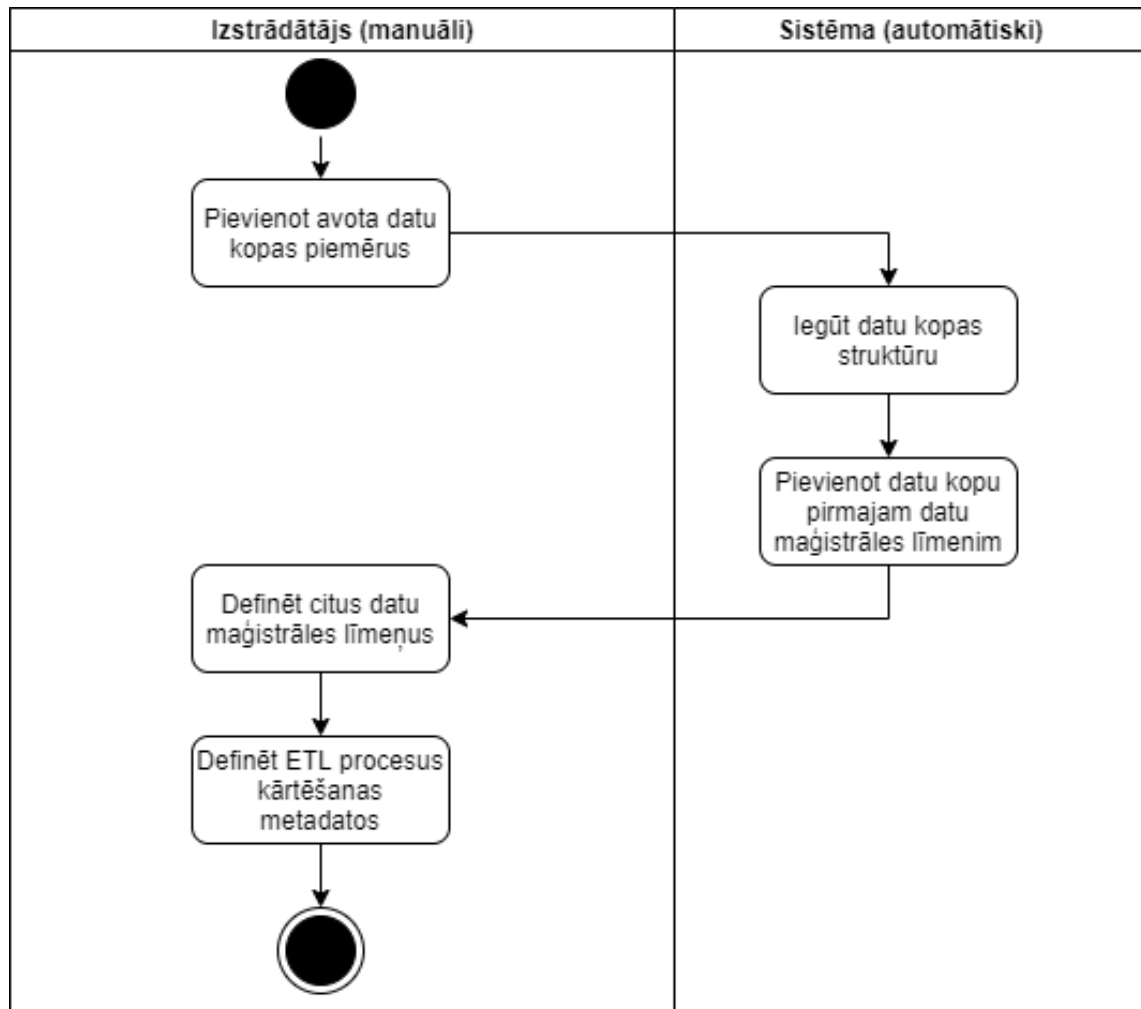 Izstrādātājs (manuāli)
Sistēma (automātiski)
Pievienot avota datu
kopas piemērus
Iegūt datu kopas
struktūru
Pievienot datu kopu
pirmajam datu
maģistrāles līmenim
Definēt citus datu
maģistrāles līmeņus
Definēt ETL procesus
kārtēšanas
metadatos